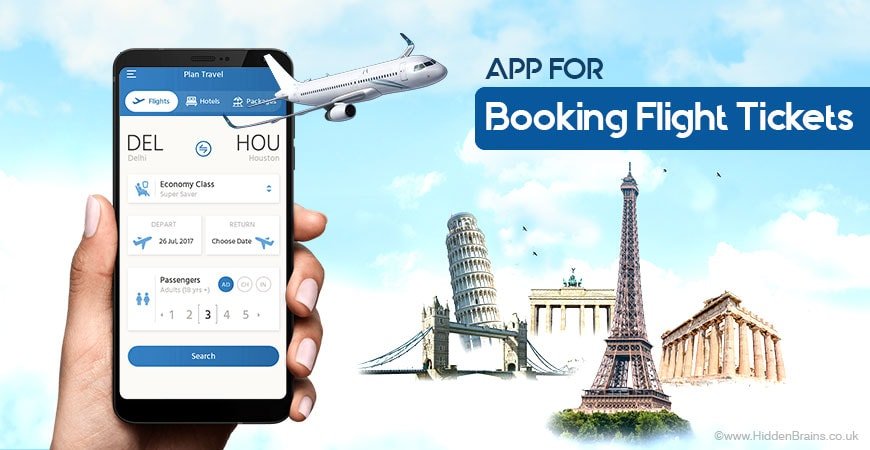 Plan Travel
Flights
Hotels
Packages
DEL
HOU
Delhi
Houston
Economy Class
Super Saver
DEPART
RETURN
26 Jul, 2017
Choose Date
Passengers
Adults (18 yrs +)
AD
CH
IN
1 2 3 4 5
Search
APP FOR
Booking Flight Tickets
©www.HiddenBrains.co.uk